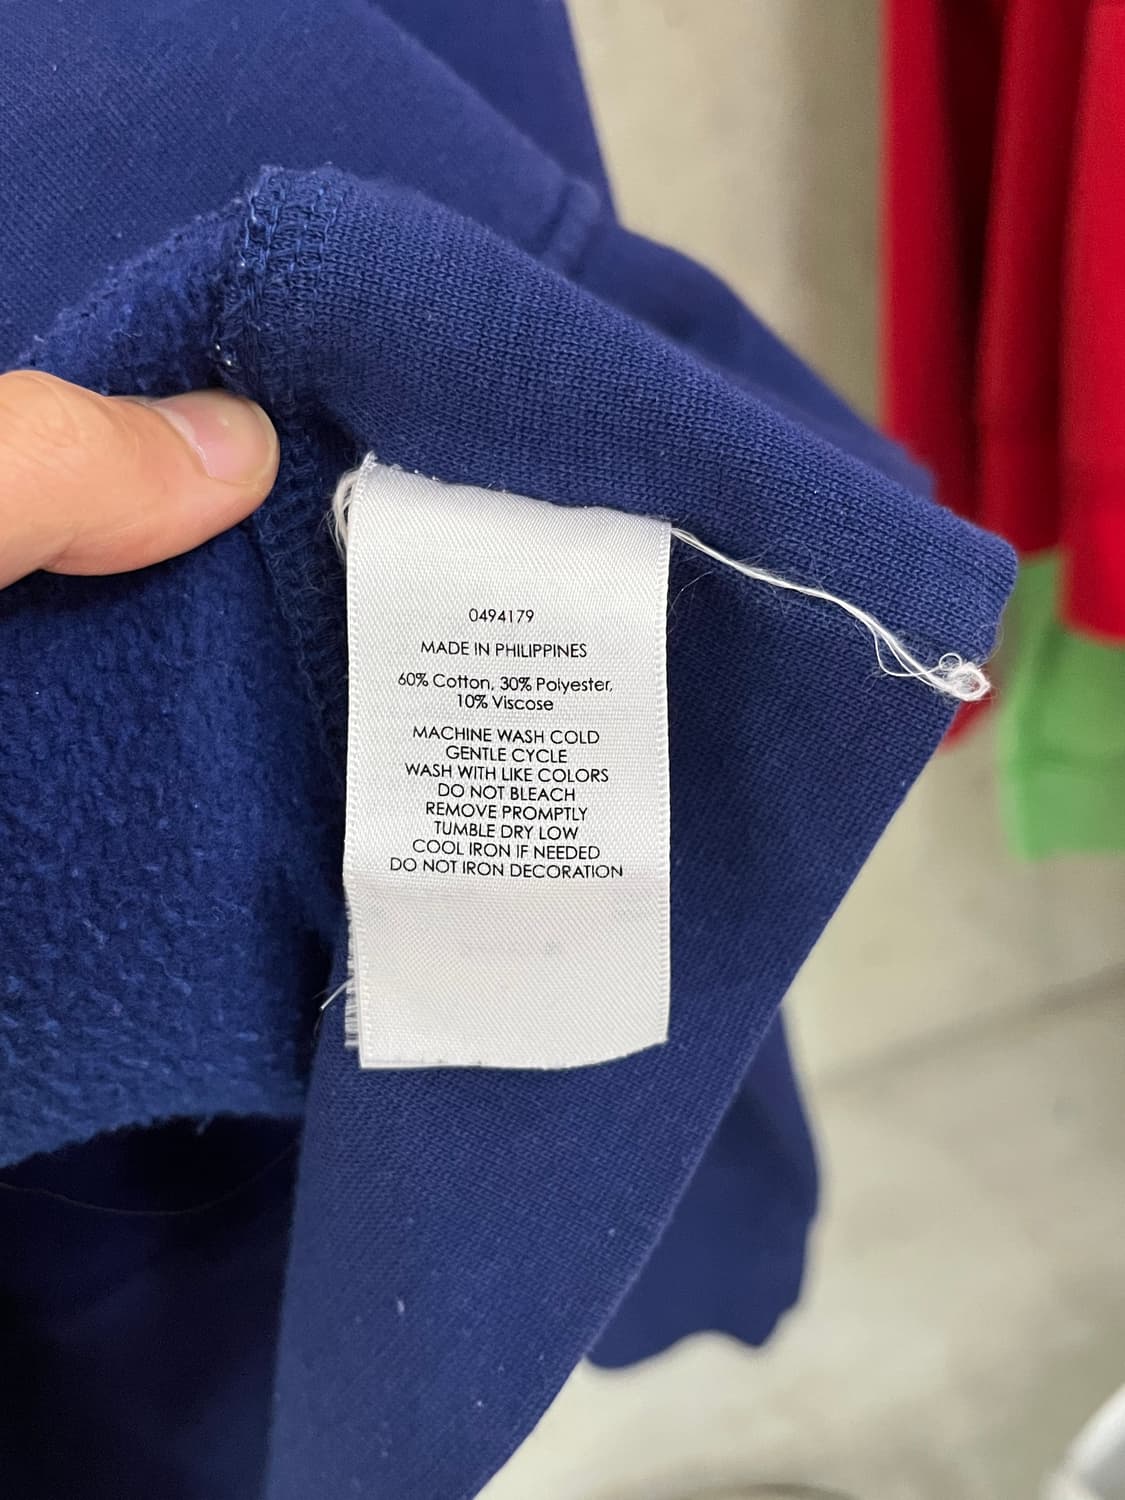 0494179
MADE IN PHILIPPINES
60% Cotton, 30% Polyester,
10% Viscose
MACHINE WASH COLD
GENTLE CYCLE
WASH WITH LIKE COLORS
DO NOT BLEACH
REMOVE PROMPTLY
TUMBLE DRY LOW
COOL IRON IF NEEDED
DO NOT IRON DECORATION